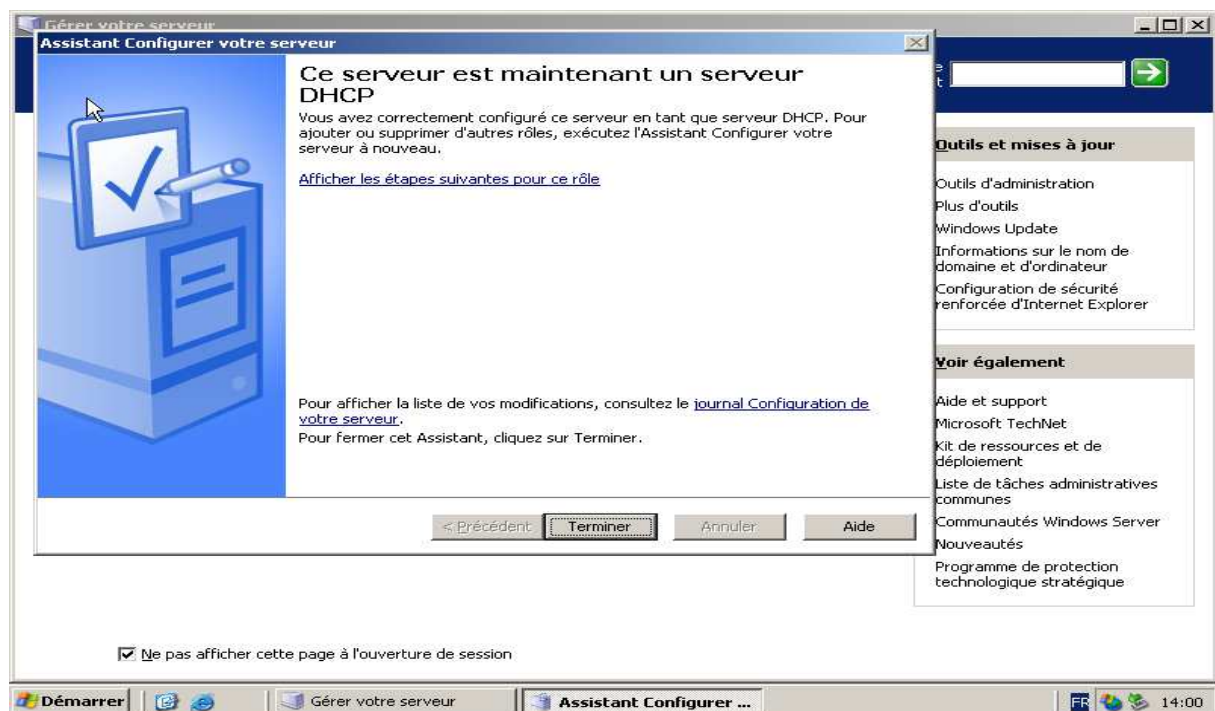 Gérer votre serveur
Assistant Configurer votre serveur
Ce serveur est maintenant un serveur
DHCP
Vous avez correctement configuré ce serveur en tant que serveur DHCP. Pour
ajouter ou supprimer d'autres rôles, exécutez l'Assistant Configurer votre
serveur à nouveau.
Afficher les étapes suivantes pour ce rôle
Pour afficher la liste de vos modifications, consultez le journal Configuration de
votre serveur.
Pour fermer cet Assistant, cliquez sur Terminer.
< Précédent
Terminer
Annuler
Aide
Outils et mises à jour
Outils d'administration
Plus d'outils
Windows Update
Informations sur le nom de
domaine et d'ordinateur
Configuration de sécurité
renforcée d'Internet Explorer
Voir également
Aide et support
Microsoft TechNet
Kit de ressources et de
déploiement
Liste de tâches administratives
communes
Communautés Windows Server
Nouveautés
Programme de protection
technologique stratégique
Ne pas afficher cette page à l'ouverture de session
Démarrer
Gérer votre serveur
Assistant Configurer ...
FR
14:00